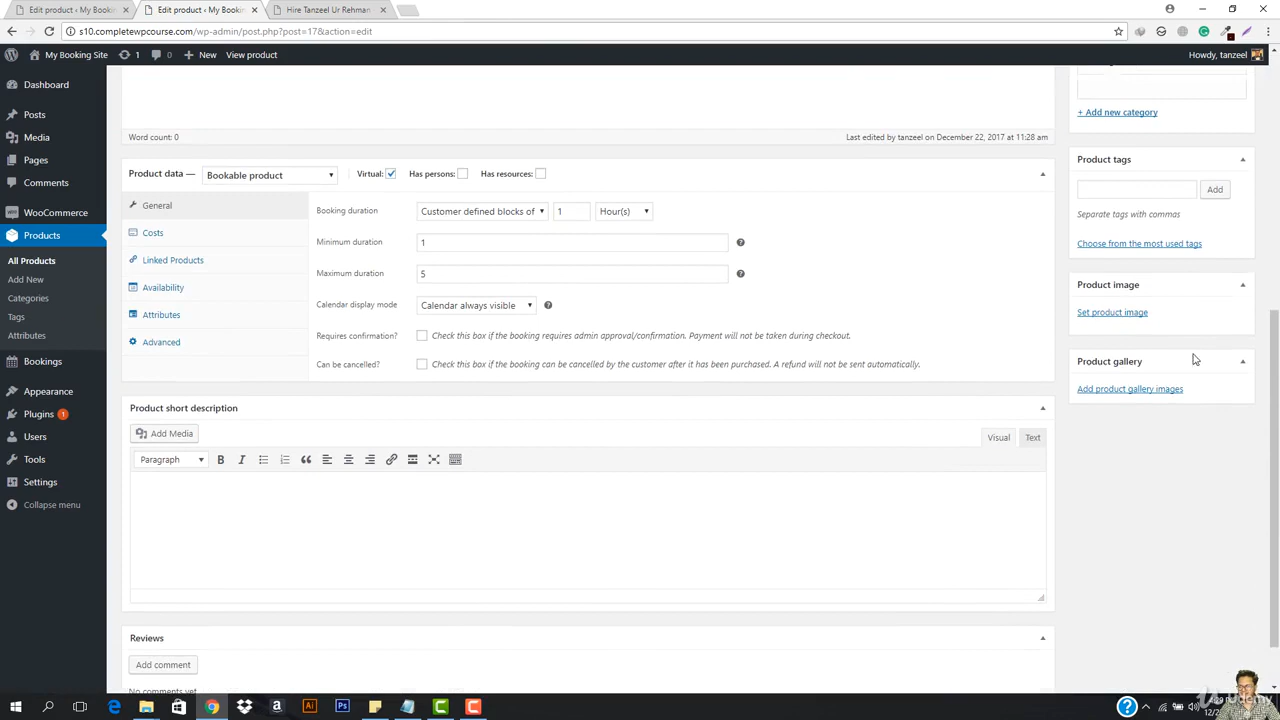 Edit product ‹ My Bookin
Edit product ‹ My Bookin
Hire Tanzeel Ur Rehman
s10.completewpcourse.com/wp-admin/post.php?post=17&action=edit
My Booking Site
1
0
New
View product
Howdy, tanzeel
Dashboard
Posts
Media
Pages
Comments
WooCommerce
Products
All Products
Add New
Categories
Tags
Attributes
Bookings
Appearance
Plugins 1
Users
Tools
Settings
Collapse menu
Word count: 0
Last edited by tanzeel on December 22, 2017 at 11:28 am
Product data —
Bookable product
Virtual:
Has persons:
Has resources:
General
Costs
Linked Products
Availability
Attributes
Advanced
Booking duration
Customer defined blocks of
1
Hour(s)
Minimum duration
1
Maximum duration
5
Calendar display mode
Calendar always visible
Requires confirmation?
Check this box if the booking requires admin approval/confirmation. Payment will not be taken during checkout.
Can be cancelled?
Check this box if the booking can be cancelled by the customer after it has been purchased. A refund will not be sent automatically.
Product short description
Add Media
Visual
Text
Paragraph
Reviews
Add comment
No comments yet
+ Add new category
Product tags
Add
Separate tags with commas
Choose from the most used tags
Product image
Set product image
Product gallery
Add product gallery images